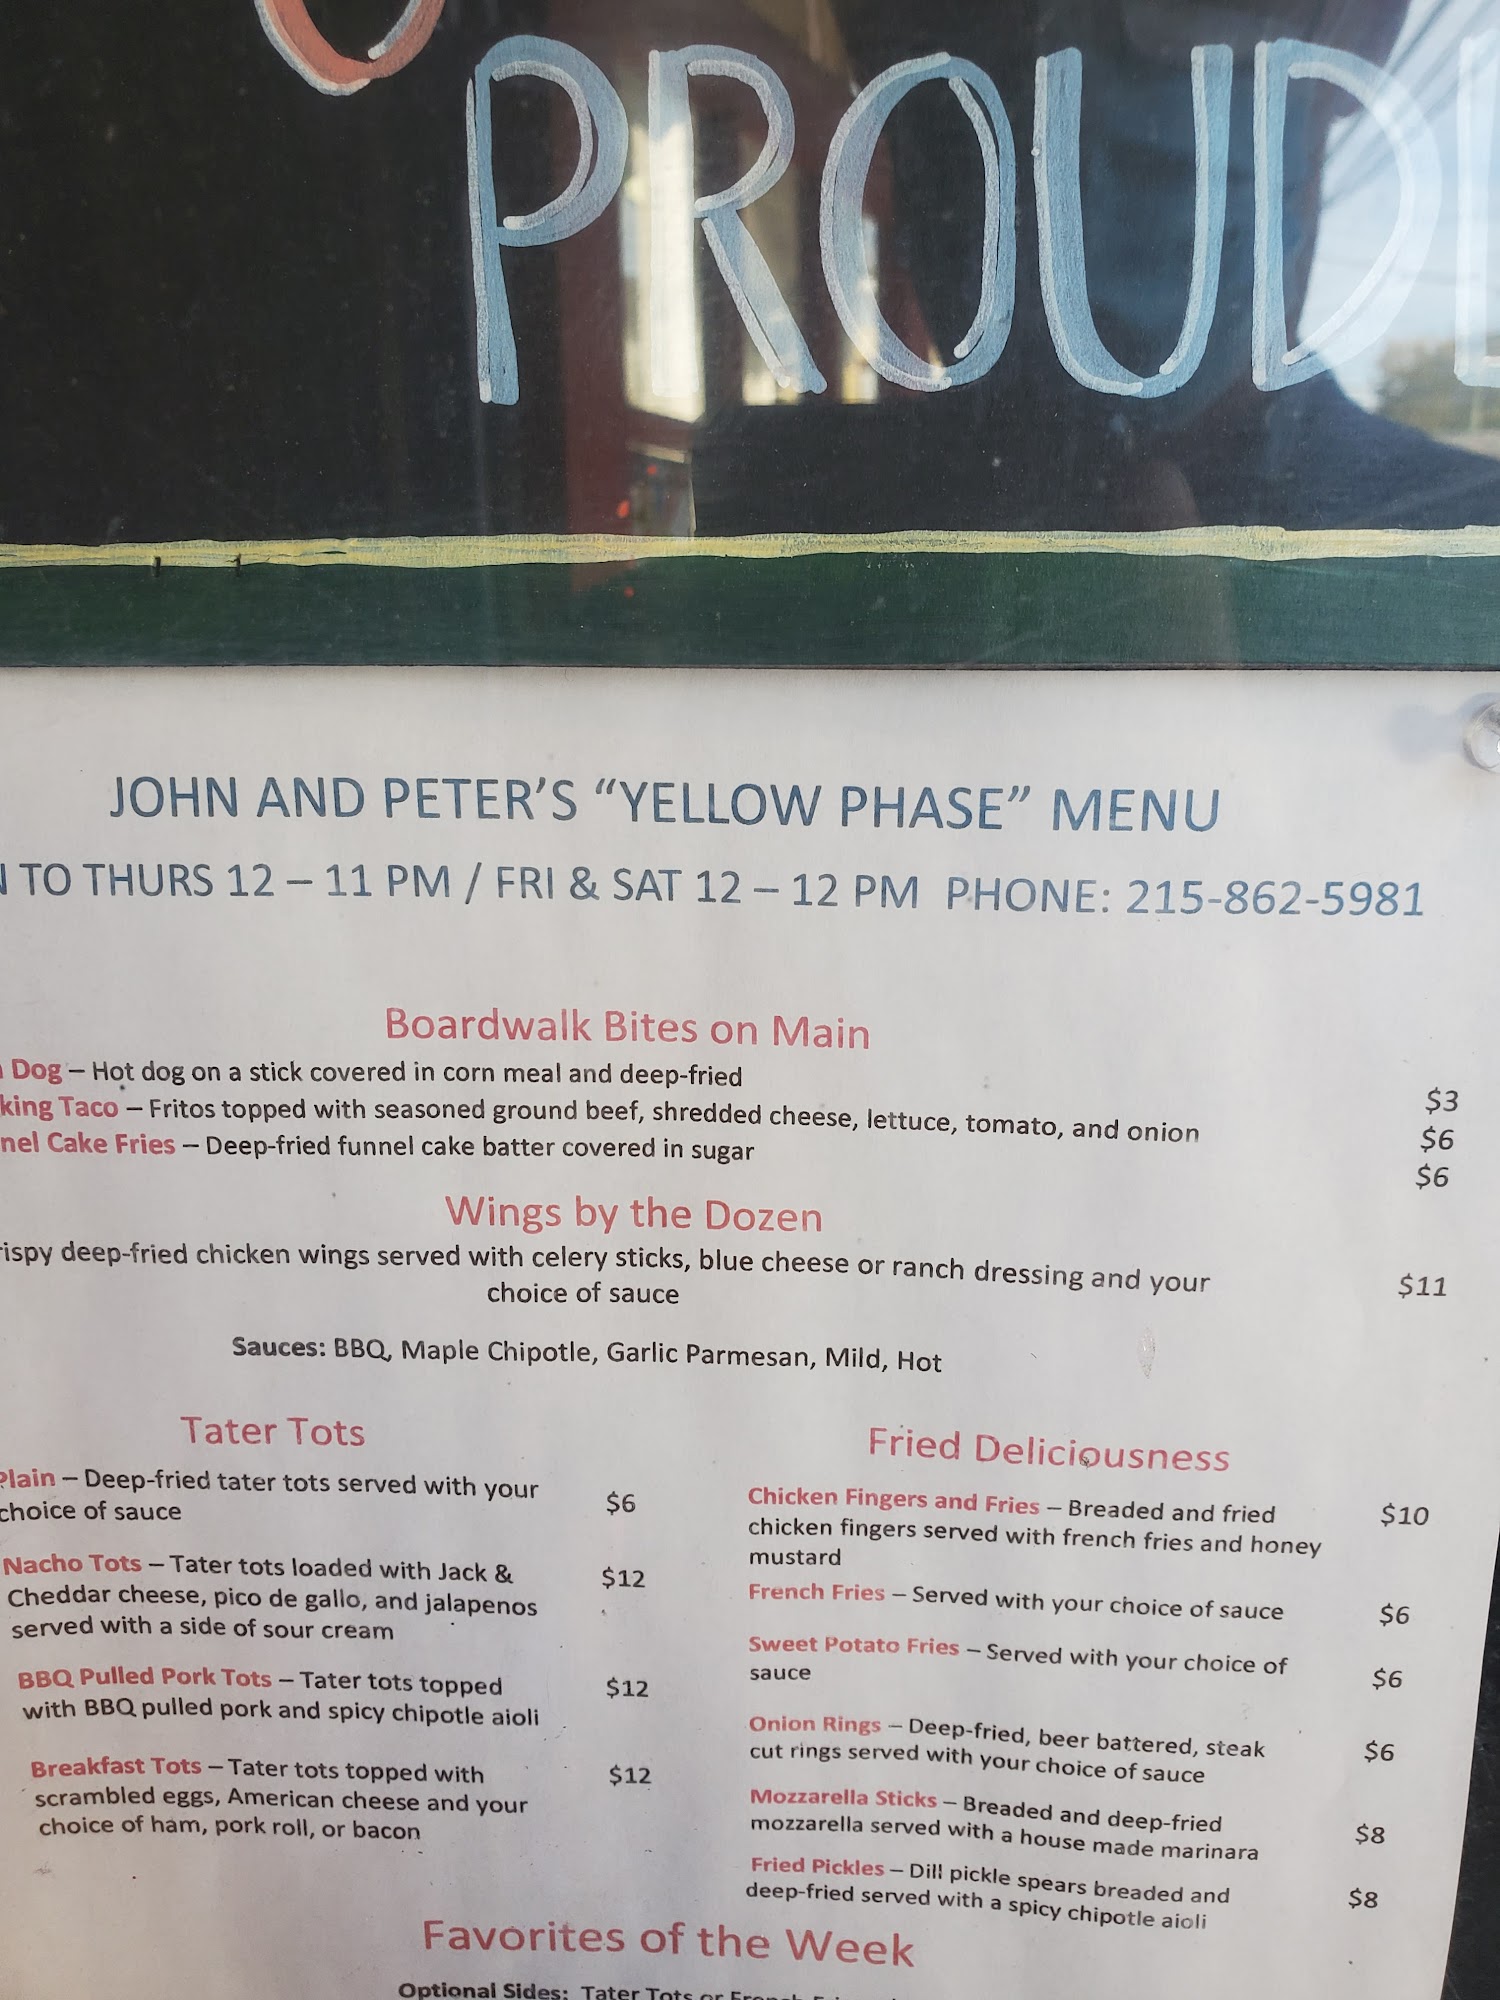 PROUD
JOHN AND PETER'S “YELLOW PHASE” MENU
TO THURS 12 – 11 PM / FRI & SAT 12 – 12 PM PHONE: 215-862-5981
Boardwalk Bites on Main
Dog – Hot dog on a stick covered in corn meal and deep-fried $3
king Taco – Fritos topped with seasoned ground beef, shredded cheese, lettuce, tomato, and onion $6
nel Cake Fries – Deep-fried funnel cake batter covered in sugar $6
Wings by the Dozen
rispy deep-fried chicken wings served with celery sticks, blue cheese or ranch dressing and your $11
choice of sauce
Sauces: BBQ, Maple Chipotle, Garlic Parmesan, Mild, Hot
Tater Tots
Plain – Deep-fried tater tots served with your $6
choice of sauce
Nacho Tots – Tater tots loaded with Jack & $12
Cheddar cheese, pico de gallo, and jalapenos
served with a side of sour cream
BBQ Pulled Pork Tots – Tater tots topped $12
with BBQ pulled pork and spicy chipotle aioli
Breakfast Tots – Tater tots topped with $12
scrambled eggs, American cheese and your
choice of ham, pork roll, or bacon
Fried Deliciousness
Chicken Fingers and Fries – Breaded and fried $10
chicken fingers served with french fries and honey
mustard
French Fries – Served with your choice of sauce $6
Sweet Potato Fries – Served with your choice of $6
sauce
Onion Rings – Deep-fried, beer battered, steak $6
cut rings served with your choice of sauce
Mozzarella Sticks – Breaded and deep-fried $8
mozzarella served with a house made marinara
Fried Pickles – Dill pickle spears breaded and $8
deep-fried served with a spicy chipotle aioli
Favorites of the Week
Optional Sides: Tater Tots or French